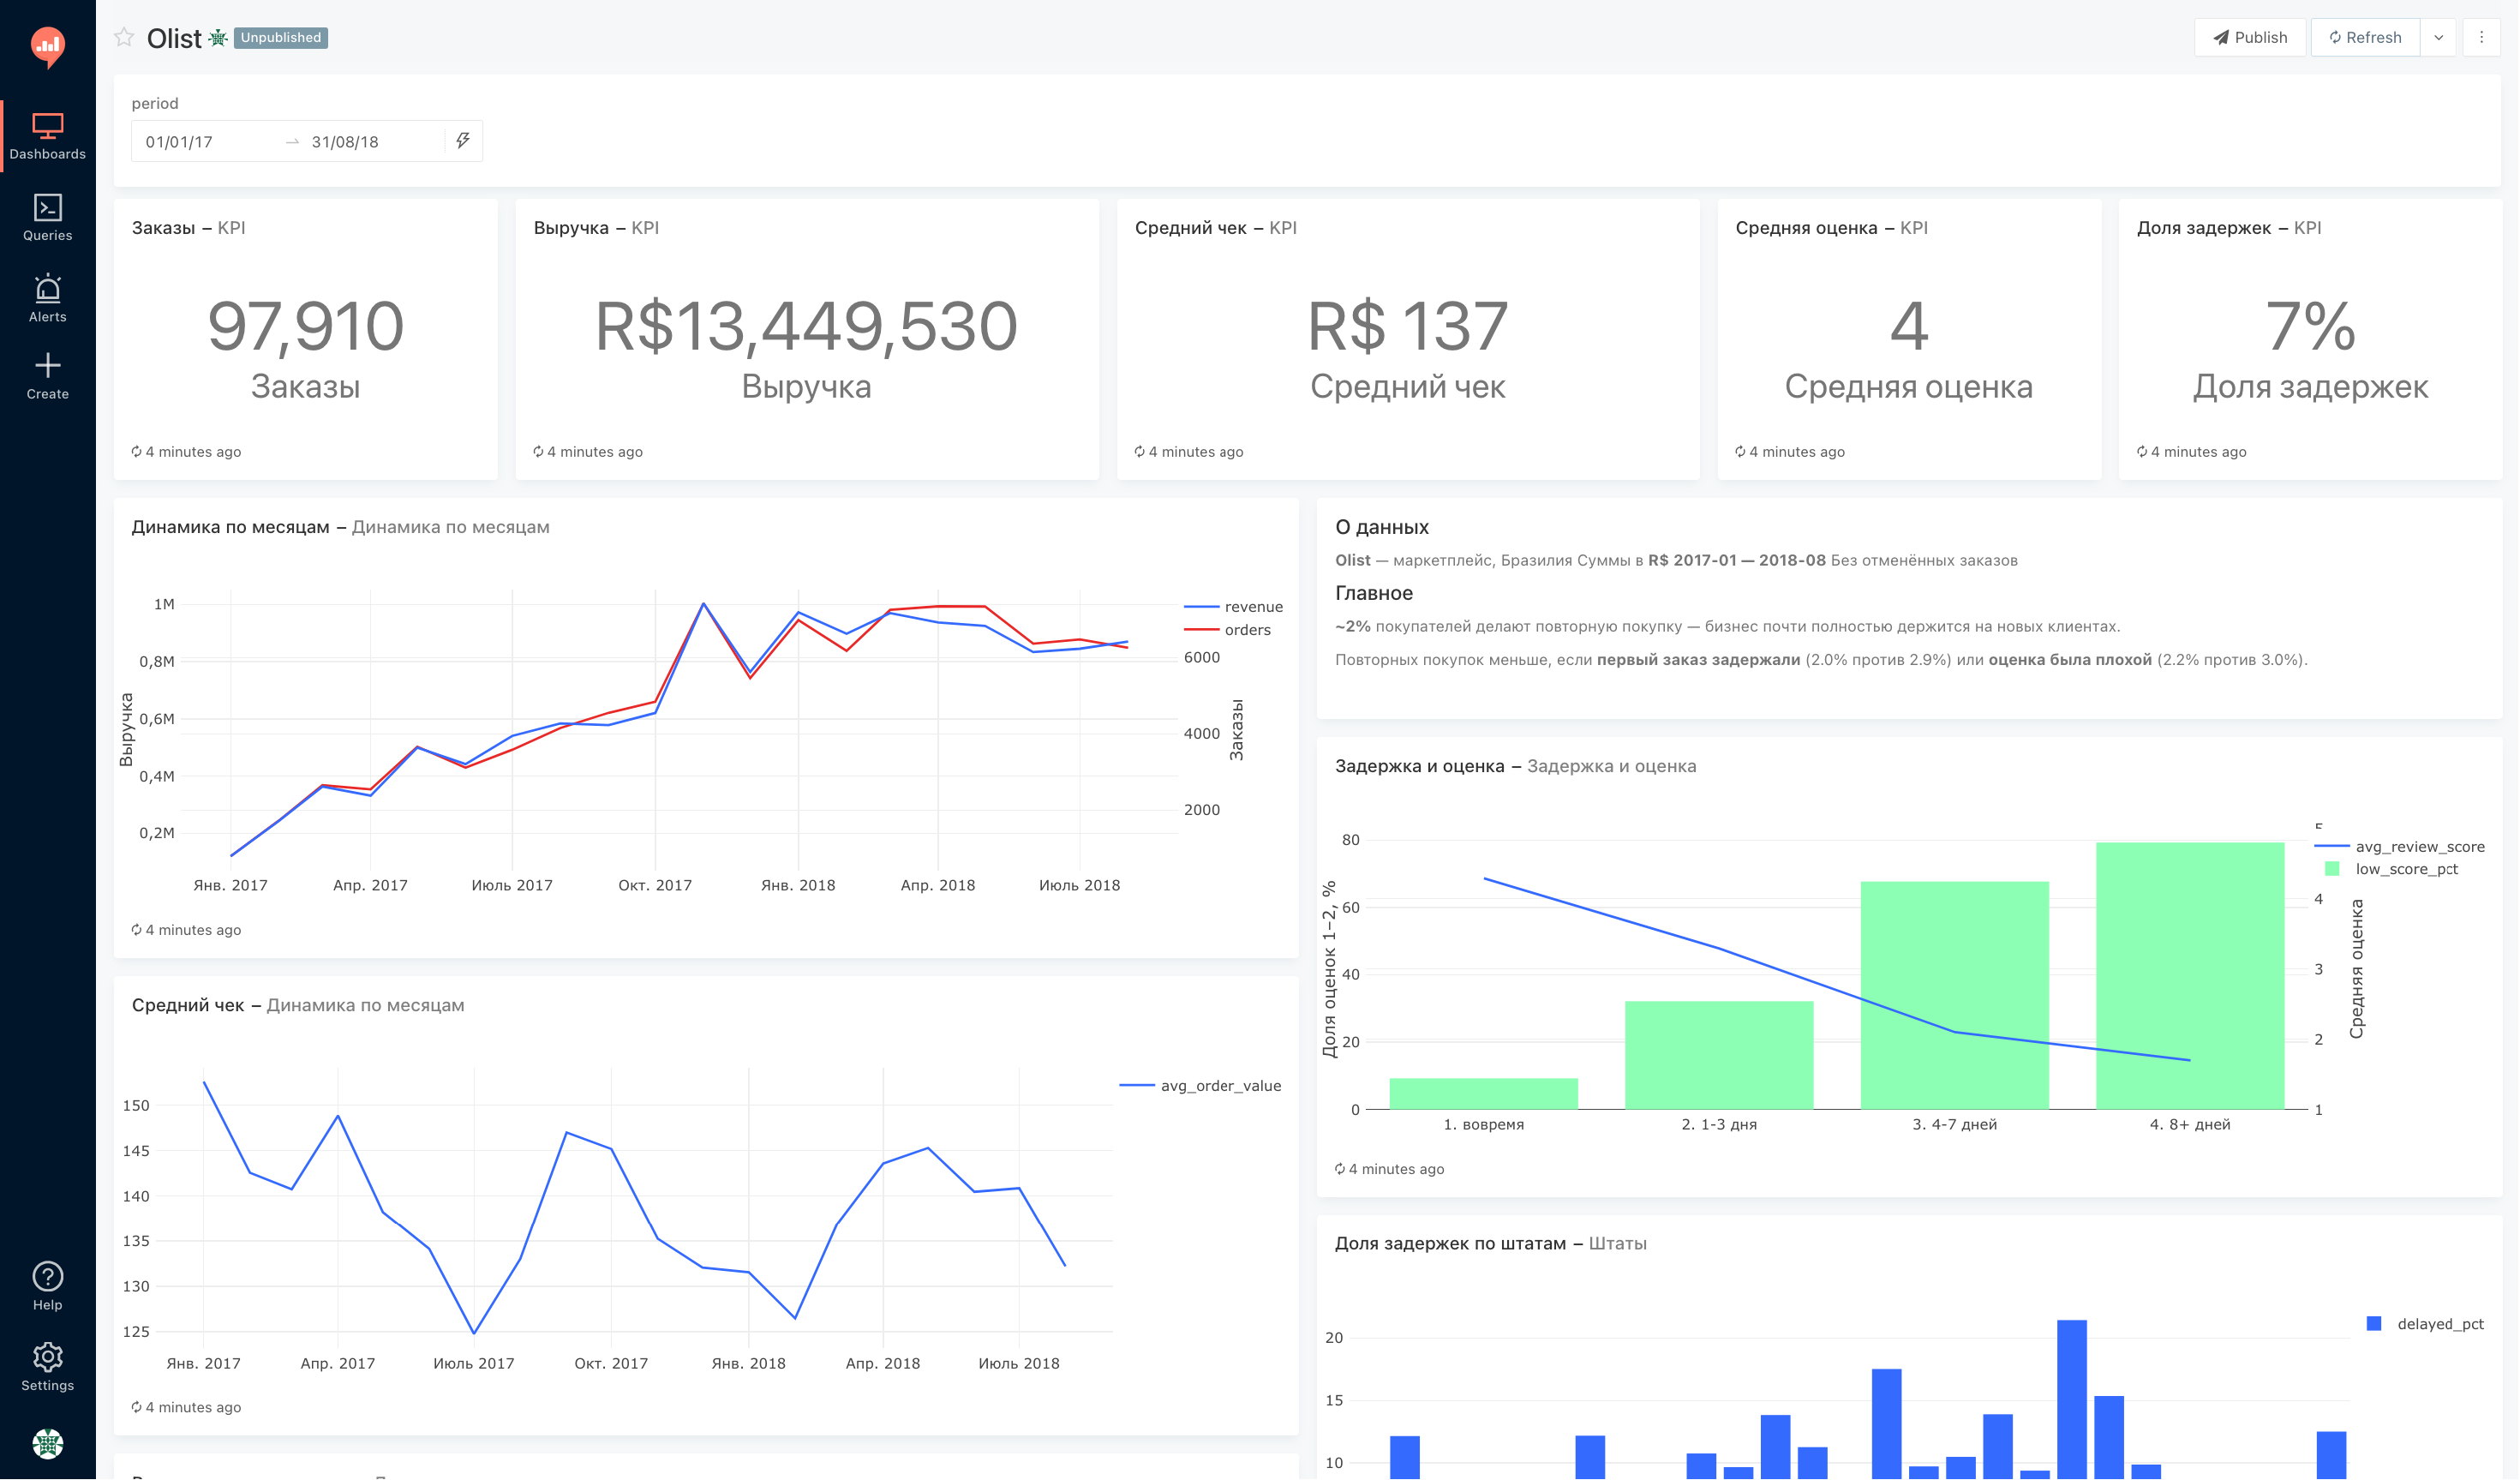 Olist Unpublished
Publish
Refresh
Dashboards
Queries
Alerts
Create
Help
Settings
period
01/01/17 → 31/08/18
Заказы – KPI
97,910
Заказы
4 minutes ago
Выручка – KPI
R$13,449,530
Выручка
4 minutes ago
Средний чек – KPI
R$ 137
Средний чек
4 minutes ago
Средняя оценка – KPI
4
Средняя оценка
4 minutes ago
Доля задержек – KPI
7%
Доля задержек
4 minutes ago
Динамика по месяцам – Динамика по месяцам
1M
0,8M
0,6M
0,4M
0,2M
Выручка
6000
4000
2000
Заказы
revenue
orders
Янв. 2017
Апр. 2017
Июль 2017
Окт. 2017
Янв. 2018
Апр. 2018
Июль 2018
4 minutes ago
О данных
Olist — маркетплейс, Бразилия Суммы в R$ 2017-01 — 2018-08 Без отменённых заказов
Главное
~2% покупателей делают повторную покупку — бизнес почти полностью держится на новых клиентах.
Повторных покупок меньше, если первый заказ задержали (2.0% против 2.9%) или оценка была плохой (2.2% против 3.0%).
Задержка и оценка – Задержка и оценка
80
60
40
20
0
Доля оценок 1–2, %
4
3
2
1
Средняя оценка
avg_review_score
low_score_pct
1. вовремя
2. 1-3 дня
3. 4-7 дней
4. 8+ дней
4 minutes ago
Средний чек – Динамика по месяцам
150
145
140
135
130
125
avg_order_value
Янв. 2017
Апр. 2017
Июль 2017
Окт. 2017
Янв. 2018
Апр. 2018
Июль 2018
4 minutes ago
Доля задержек по штатам – Штаты
20
15
10
delayed_pct